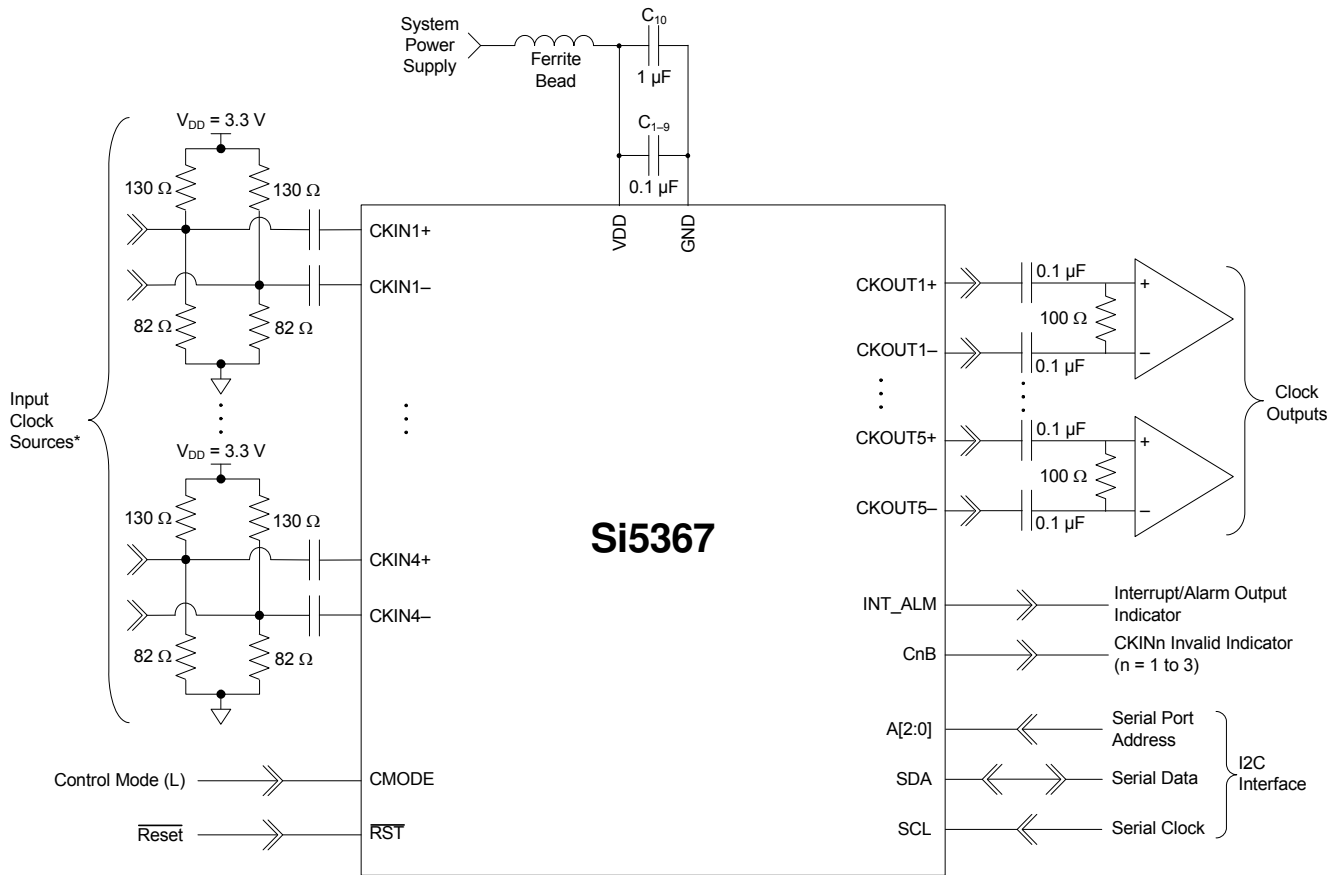 System
Power
Supply
Ferrite
Bead
C10
1 µF
C1–9
0.1 µF
VDD = 3.3 V
130 Ω
130 Ω
82 Ω
82 Ω
CKIN1+
CKIN1–
VDD
GND
Input
Clock
Sources*
VDD = 3.3 V
130 Ω
130 Ω
82 Ω
82 Ω
CKIN4+
CKIN4–
Control Mode (L)
CMODE
Reset
RST
Si5367
CKOUT1+
0.1 µF
+
100 Ω
CKOUT1–
0.1 µF
–
CKOUT5+
0.1 µF
+
100 Ω
CKOUT5–
0.1 µF
–
Clock
Outputs
INT_ALM
Interrupt/Alarm Output
Indicator
CnB
CKINn Invalid Indicator
(n = 1 to 3)
A[2:0]
Serial Port
Address
SDA
Serial Data
SCL
Serial Clock
I2C
Interface